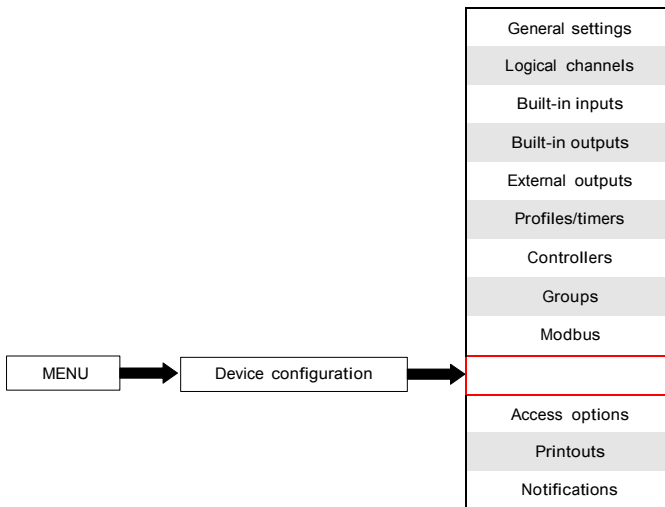 General settings
Logical channels
Built-in inputs
Built-in outputs
External outputs
Profiles/timers
Controllers
Groups
Modbus
MENU
Device configuration
Access options
Printouts
Notifications